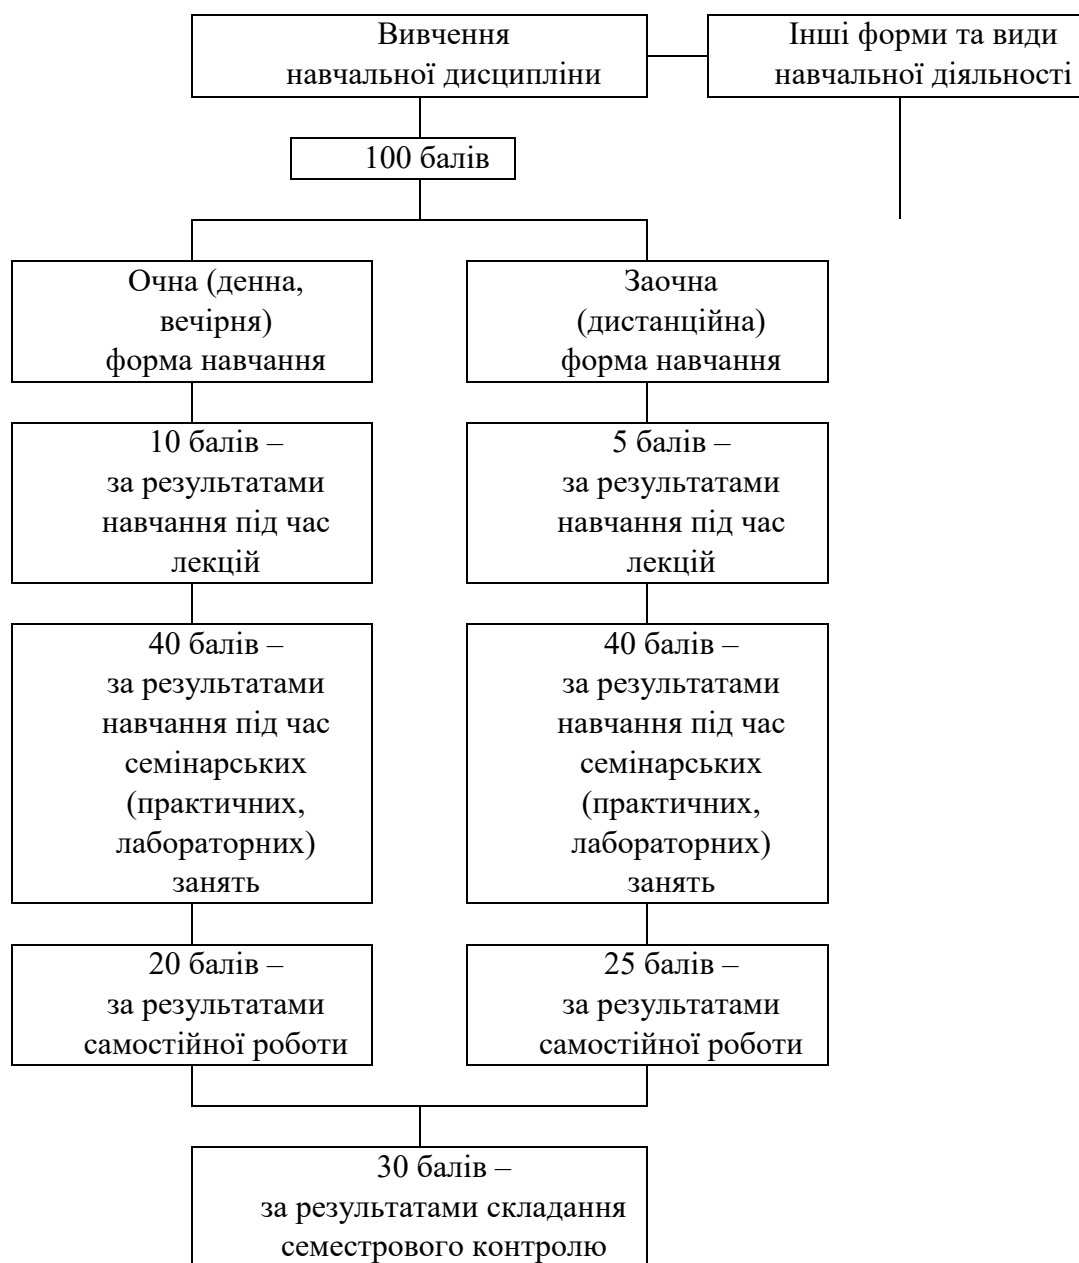 Вивчення
навчальної дисципліни
Інші форми та види
навчальної діяльності
100 балів
Очна (денна,
вечірня)
форма навчання
Заочна
(дистанційна)
форма навчання
10 балів –
за результатами
навчання під час
лекцій
5 балів –
за результатами
навчання під час
лекцій
40 балів –
за результатами
навчання під час
семінарських
(практичних,
лабораторних)
занять
40 балів –
за результатами
навчання під час
семінарських
(практичних,
лабораторних)
занять
20 балів –
за результатами
самостійної роботи
25 балів –
за результатами
самостійної роботи
30 балів –
за результатами складання
семестрового контролю